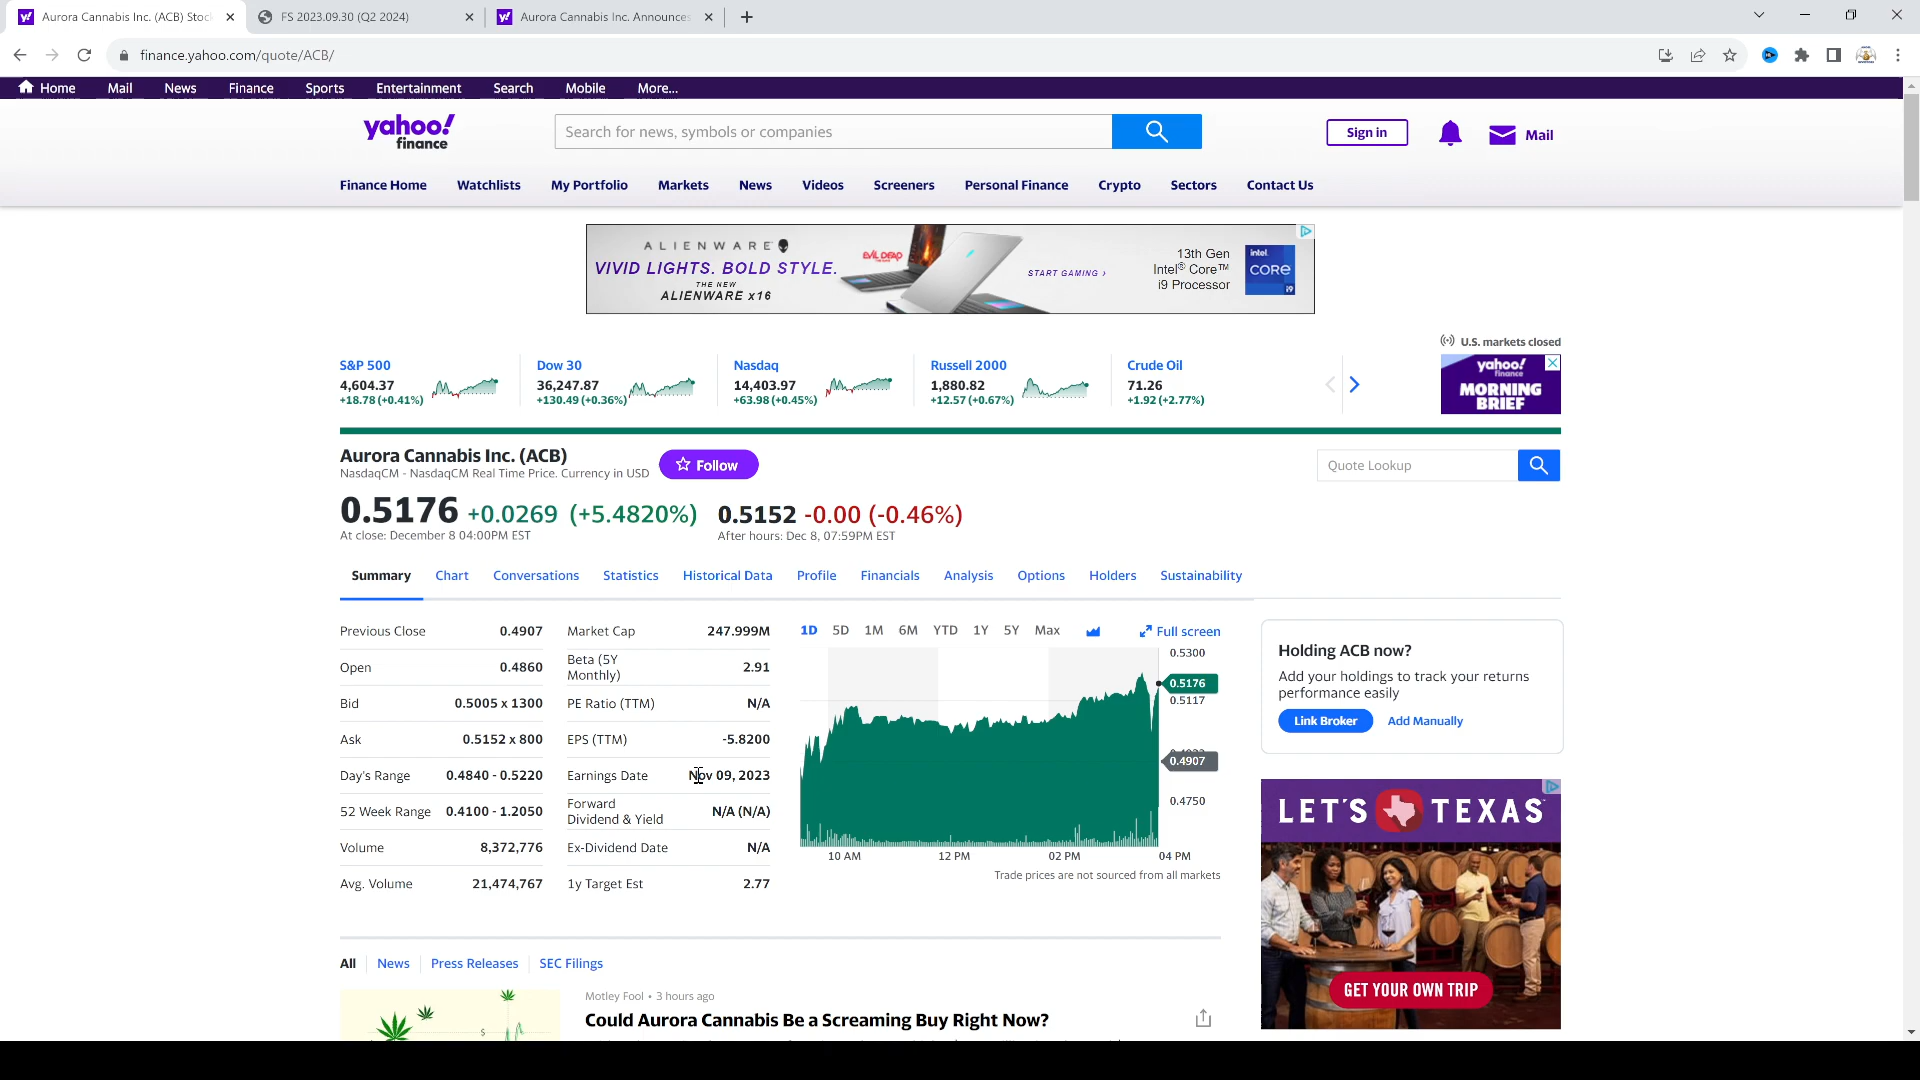 Aurora Cannabis Inc. (ACB) Stoc
FS 2023.09.30 (Q2 2024)
Aurora Cannabis Inc. Announces
finance.yahoo.com/quote/ACB/
Home Mail News Finance Sports Entertainment Search Mobile More...
yahoo!
finance
Search for news, symbols or companies
Sign in
Mail
Finance Home Watchlists My Portfolio Markets News Videos Screeners Personal Finance Crypto Sectors Contact Us
ALIENWARE
VIVID LIGHTS. BOLD STYLE.
THE NEW
ALIENWARE x16
EVIL DEAD
START GAMING ›
13th Gen
Intel® Core™
i9 Processor
intel
CORE
i9
U.S. markets closed
S&P 500
4,604.37
+18.78 (+0.41%)
Dow 30
36,247.87
+130.49 (+0.36%)
Nasdaq
14,403.97
+63.98 (+0.45%)
Russell 2000
1,880.82
+12.57 (+0.67%)
Crude Oil
71.26
+1.92 (+2.77%)
yahoo!
finance
MORNING
BRIEF
Aurora Cannabis Inc. (ACB)
NasdaqCM - NasdaqCM Real Time Price. Currency in USD
Follow
Quote Lookup
0.5176 +0.0269 (+5.4820%)
At close: December 8 04:00PM EST
0.5152 -0.00 (-0.46%)
After hours: Dec 8, 07:59PM EST
Summary Chart Conversations Statistics Historical Data Profile Financials Analysis Options Holders Sustainability
Previous Close 0.4907
Open 0.4860
Bid 0.5005 x 1300
Ask 0.5152 x 800
Day's Range 0.4840 - 0.5220
52 Week Range 0.4100 - 1.2050
Volume 8,372,776
Avg. Volume 21,474,767
Market Cap 247.999M
Beta (5Y
Monthly) 2.91
PE Ratio (TTM) N/A
EPS (TTM) -5.8200
Earnings Date Nov 09, 2023
Forward
Dividend & Yield N/A (N/A)
Ex-Dividend Date N/A
1y Target Est 2.77
1D 5D 1M 6M YTD 1Y 5Y Max Full screen
0.5300
0.5176
0.5117
0.4907
0.4750
10 AM 12 PM 02 PM 04 PM
Trade prices are not sourced from all markets
Holding ACB now?
Add your holdings to track your returns
performance easily
Link Broker Add Manually
LET'S TEXAS
GET YOUR OWN TRIP
All News Press Releases SEC Filings
Motley Fool • 3 hours ago
Could Aurora Cannabis Be a Screaming Buy Right Now?